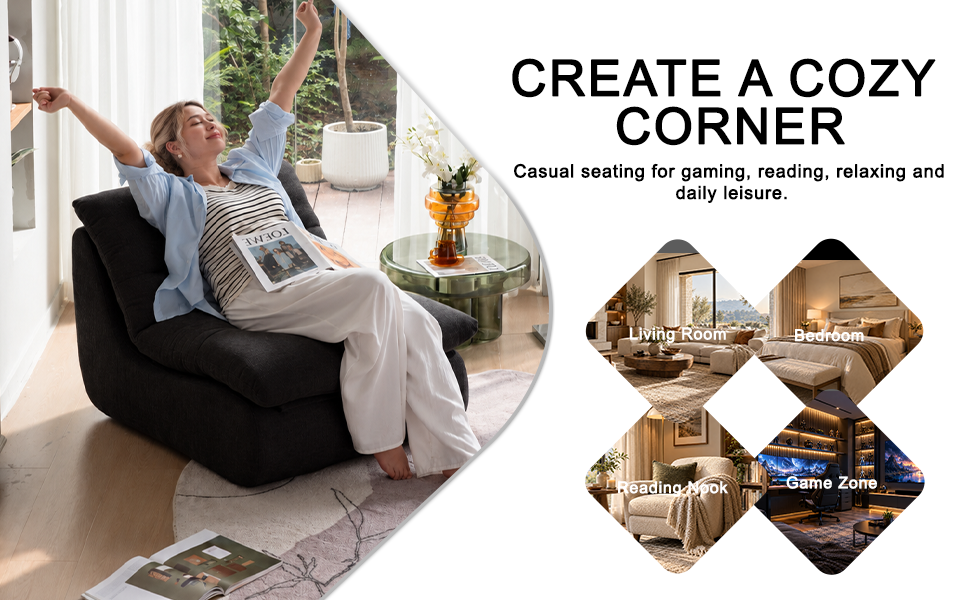 CREATE A COZY
CORNER
Casual seating for gaming, reading, relaxing and
daily leisure.
LOEWE
Living Room
Bedroom
Reading Nook
Game Zone